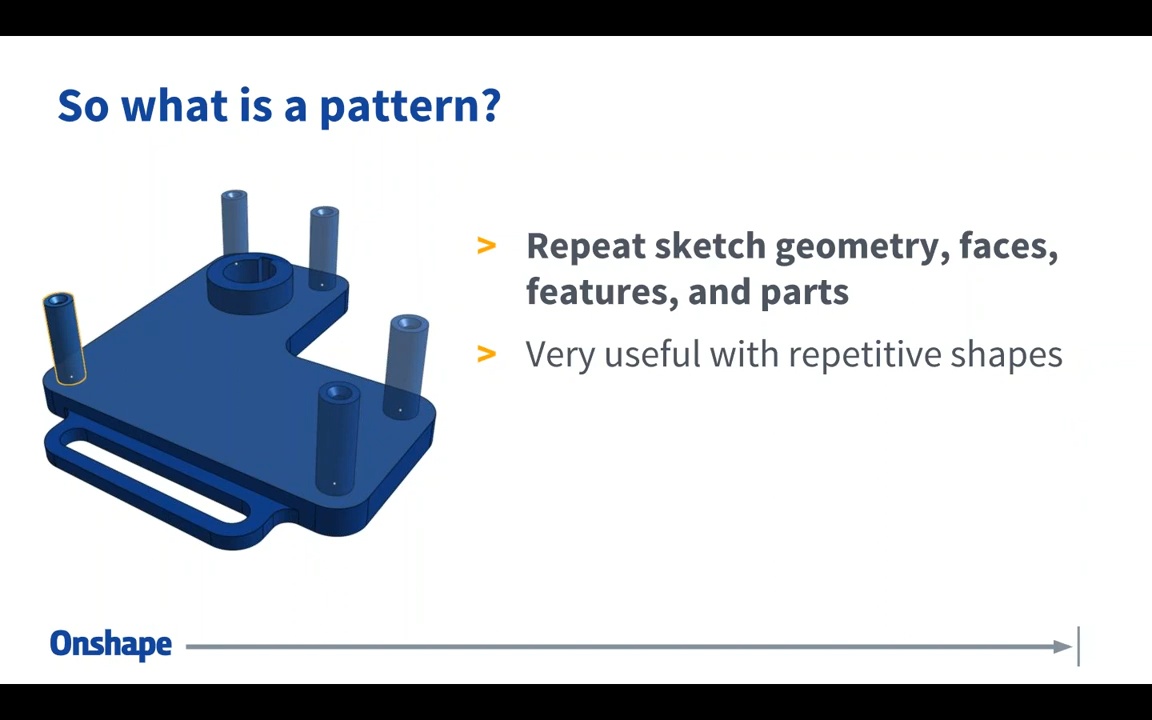 So what is a pattern?
> Repeat sketch geometry, faces,
features, and parts
> Very useful with repetitive shapes
Onshape